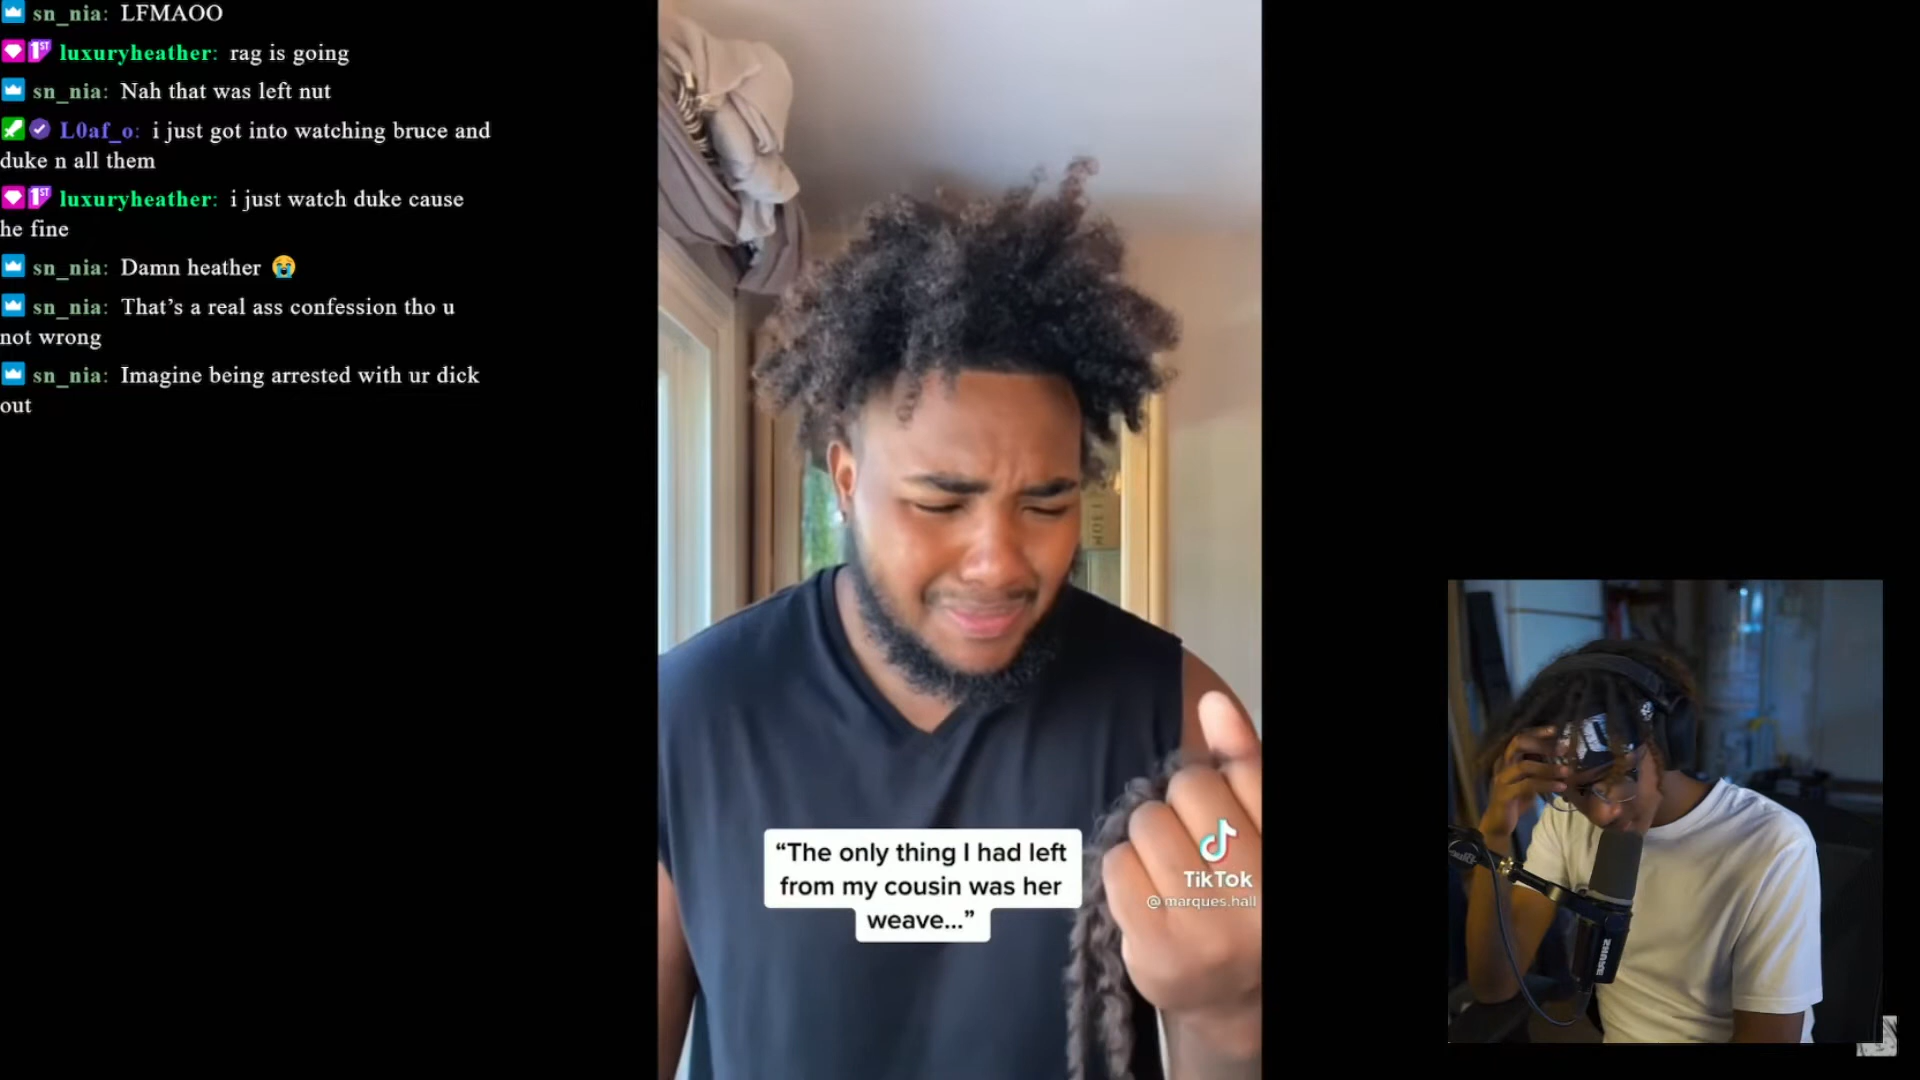 sn_nia: LFMAOO
1ST luxuryheather: rag is going
sn_nia: Nah that was left nut
L0af_o: i just got into watching bruce and
duke n all them
1ST luxuryheather: i just watch duke cause
he fine
sn_nia: Damn heather 😭
sn_nia: That’s a real ass confession tho u
not wrong
sn_nia: Imagine being arrested with ur dick
out
“The only thing I had left
from my cousin was her
weave...”
TikTok
@marques.hall
SHURE